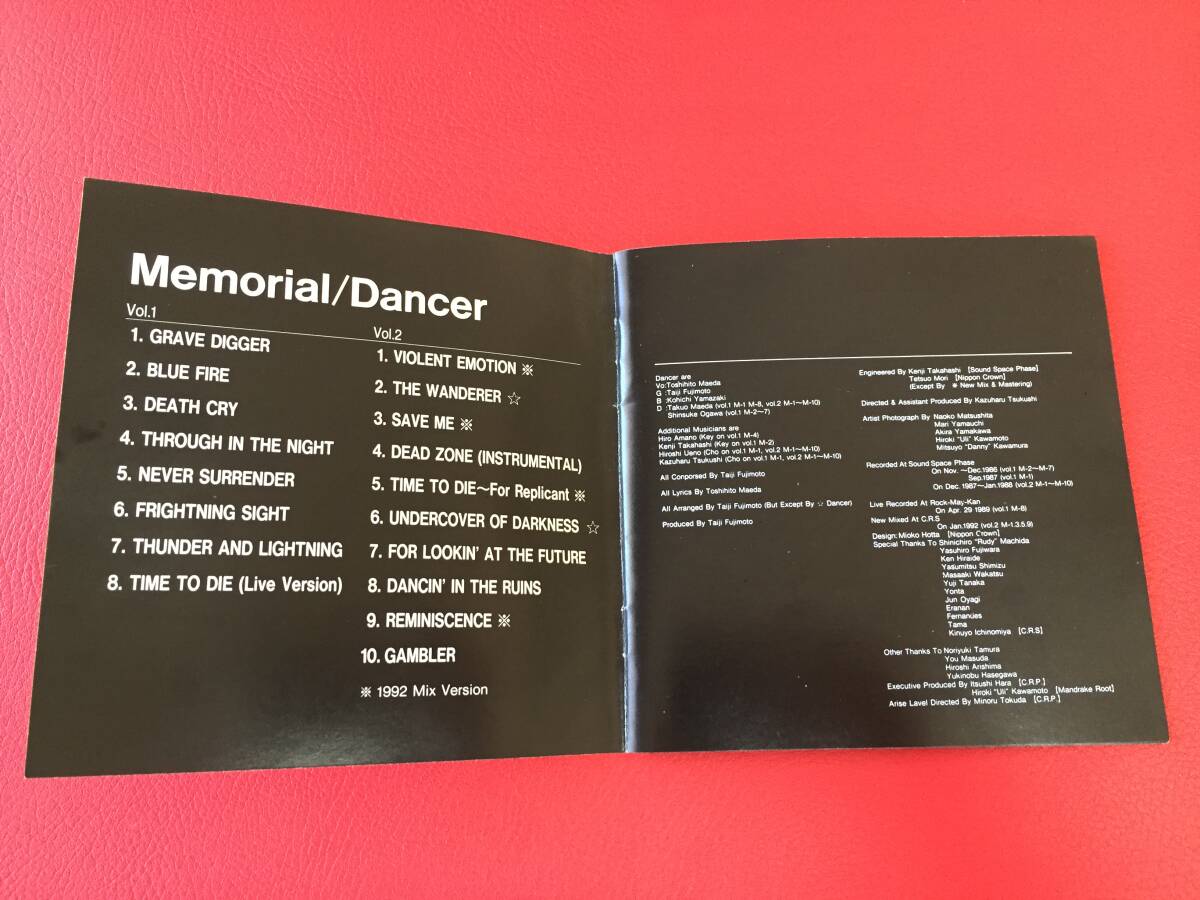 Memorial/Dancer
Vol.1
1. GRAVE DIGGER
2. BLUE FIRE
3. DEATH CRY
4. THROUGH IN THE NIGHT
5. NEVER SURRENDER
6. FRIGHTNING SIGHT
7. THUNDER AND LIGHTNING
8. TIME TO DIE (Live Version)
Vol.2
1. VIOLENT EMOTION ※
2. THE WANDERER ☆
3. SAVE ME ※
4. DEAD ZONE (INSTRUMENTAL)
5. TIME TO DIE~For Replicant ※
6. UNDERCOVER OF DARKNESS ☆
7. FOR LOOKIN' AT THE FUTURE
8. DANCIN' IN THE RUINS
9. REMINISCENCE ※
10. GAMBLER
※ 1992 Mix Version
Dancer are
Vo:Toshihito Maeda
G :Taiji Fujimoto
B :Kohichi Yamazaki
D :Takuo Maeda (vol.1 M-1 M-8, vol.2 M-1~M-10)
Shinsuke Ogawa (vol.1 M-2~7)
Additional Musicians are
Hiro Amano (Key on vol.1 M-4)
Kenji Takahashi (Key on vol.1 M-2)
Hiroshi Ueno (Cho on vol.1 M-1, vol.2 M-1~M-10)
Kazuharu Tsukushi (Cho on vol.1 M-1, vol.2 M-1~M-10)
All Conporsed By Taiji Fujimoto
All Lyrics By Toshihito Maeda
All Arranged By Taiji Fujimoto (But Except By ☆ Dancer)
Produced By Taiji Fujimoto
Engineered By Kenji Takahashi [Sound Space Phase]
Tetsuo Mori [Nippon Crown]
(Except By ※ New Mix & Mastering)
Directed & Assistant Produced By Kazuharu Tsukushi
Artist Photograph By Naoko Matsushita
Mari Yamauchi
Akira Yamakawa
Hiroki "Uli" Kawamoto
Mitsuyo "Danny" Kawamura
Recorded At Sound Space Phase
On Nov. ~Dec.1986 (vol.1 M-2~M-7)
Sep.1987 (vol.1 M-1)
On Dec.1987~Jan.1988 (vol.2 M-1~M-10)
Live Recorded At Rock-May-Kan
On Apr. 29 1989 (vol.1 M-8)
New Mixed At C.R.S
On Jan.1992 (vol.2 M-1.3.5.9)
Design: Mioko Hotta [Nippon Crown]
Special Thanks To Shinichiro "Rudy" Machida
Yasuhiro Fujiwara
Ken Hiraide
Yasumitsu Shimizu
Masaaki Wakatsu
Yuji Tanaka
Yonta
Jun Oyagi
Eranan
Fernanües
Tama
Kinuyo Ichinomiya [C.R.S]
Other Thanks To Noriyuki Tamura
You Masuda
Hiroshi Arishima
Yukinobu Hasegawa
Executive Produced By Itsushi Hara [C.R.P.]
Hiroki "Uli" Kawamoto [Mandrake Root]
Arise Lavel Directed By Minoru Tokuda [C.R.P.]